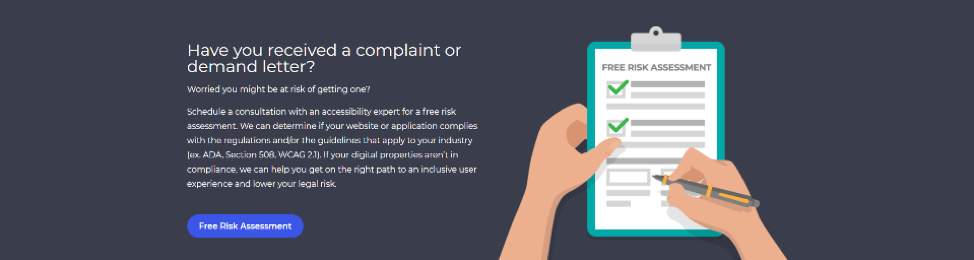 Have you received a complaint or
demand letter?
Worried you might be at risk of getting one?
Schedule a consultation with an accessibility expert for a free risk
assessment. We can determine if your website or application complies
with the regulations and/or the guidelines that apply to your industry
(ex. ADA, Section 508, WCAG 2.1). If your digital properties aren't in
compliance, we can help you get on the right path to an inclusive user
experience and lower your legal risk.
Free Risk Assessment
FREE RISK ASSESSMENT